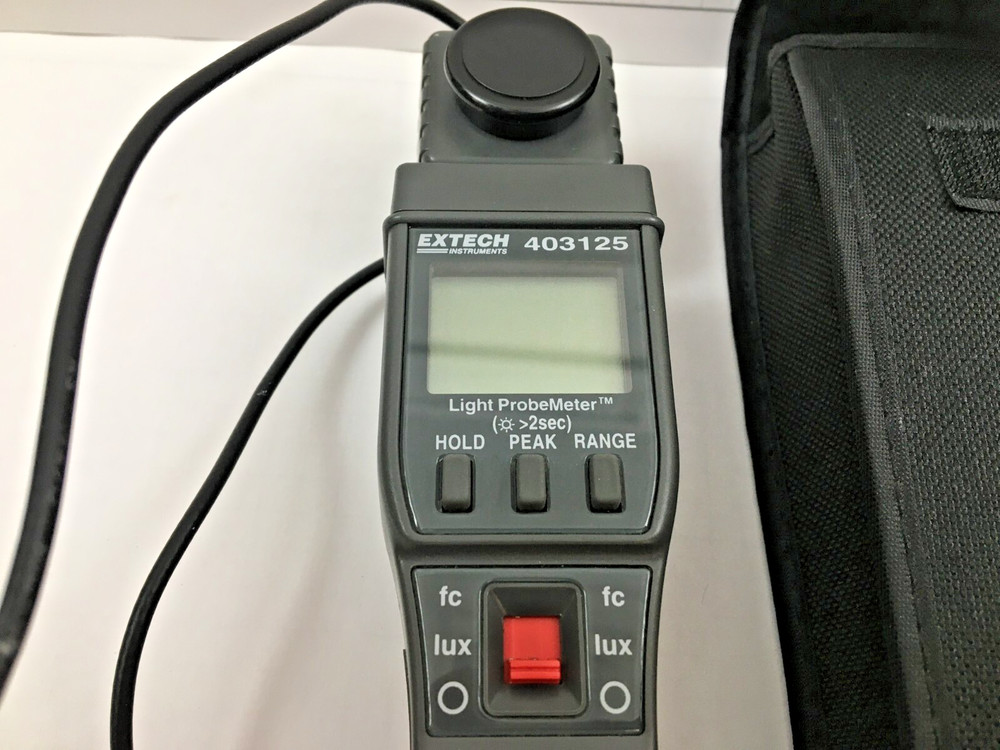 EXTECH 403125
INSTRUMENTS
Light ProbeMeter™
(☼ >2sec)
HOLD PEAK RANGE
fc fc
lux lux
O O